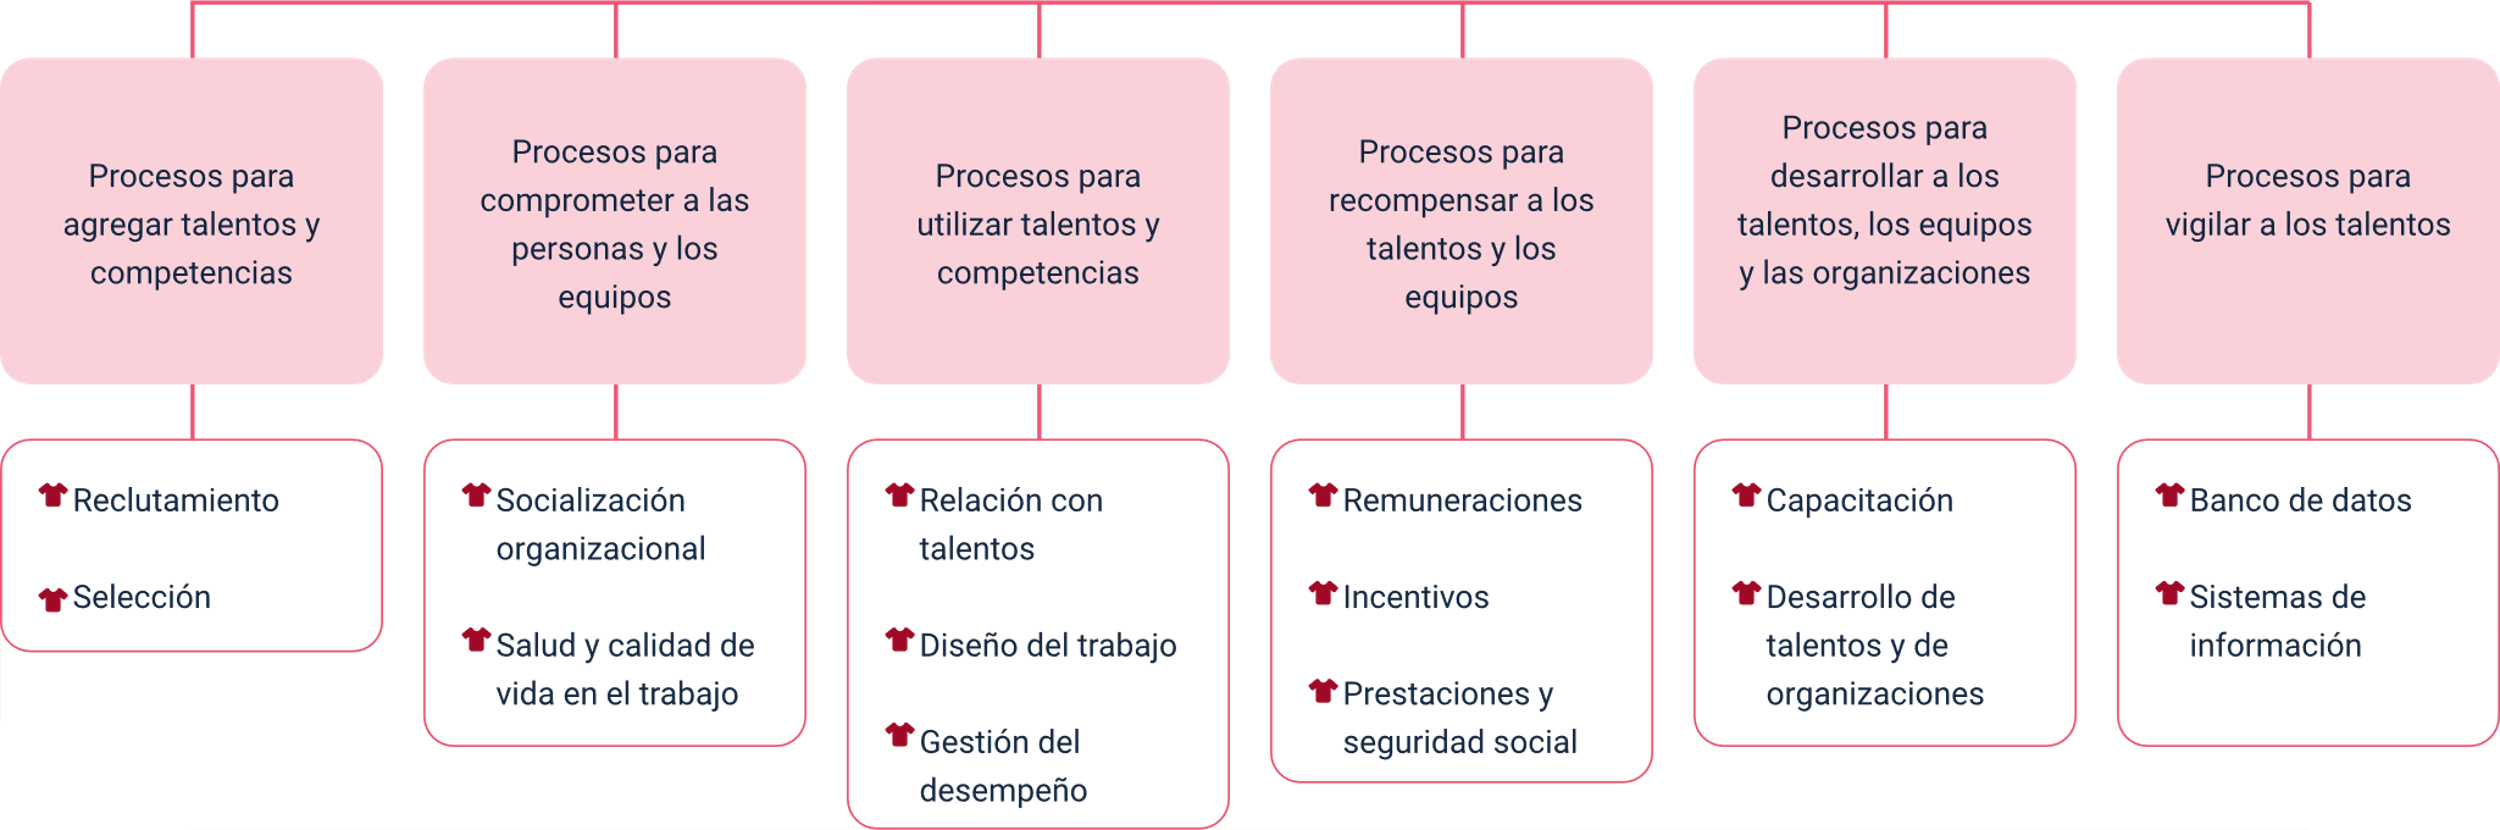 Procesos para
agregar talentos y
competencias
Procesos para
comprometer a las
personas y los
equipos
Procesos para
utilizar talentos y
competencias
Procesos para
recompensar a los
talentos y los
equipos
Procesos para
desarrollar a los
talentos, los equipos
y las organizaciones
Procesos para
vigilar a los talentos
Reclutamiento
Selección
Socialización
organizacional
Salud y calidad de
vida en el trabajo
Relación con
talentos
Diseño del trabajo
Gestión del
desempeño
Remuneraciones
Incentivos
Prestaciones y
seguridad social
Capacitación
Desarrollo de
talentos y de
organizaciones
Banco de datos
Sistemas de
información